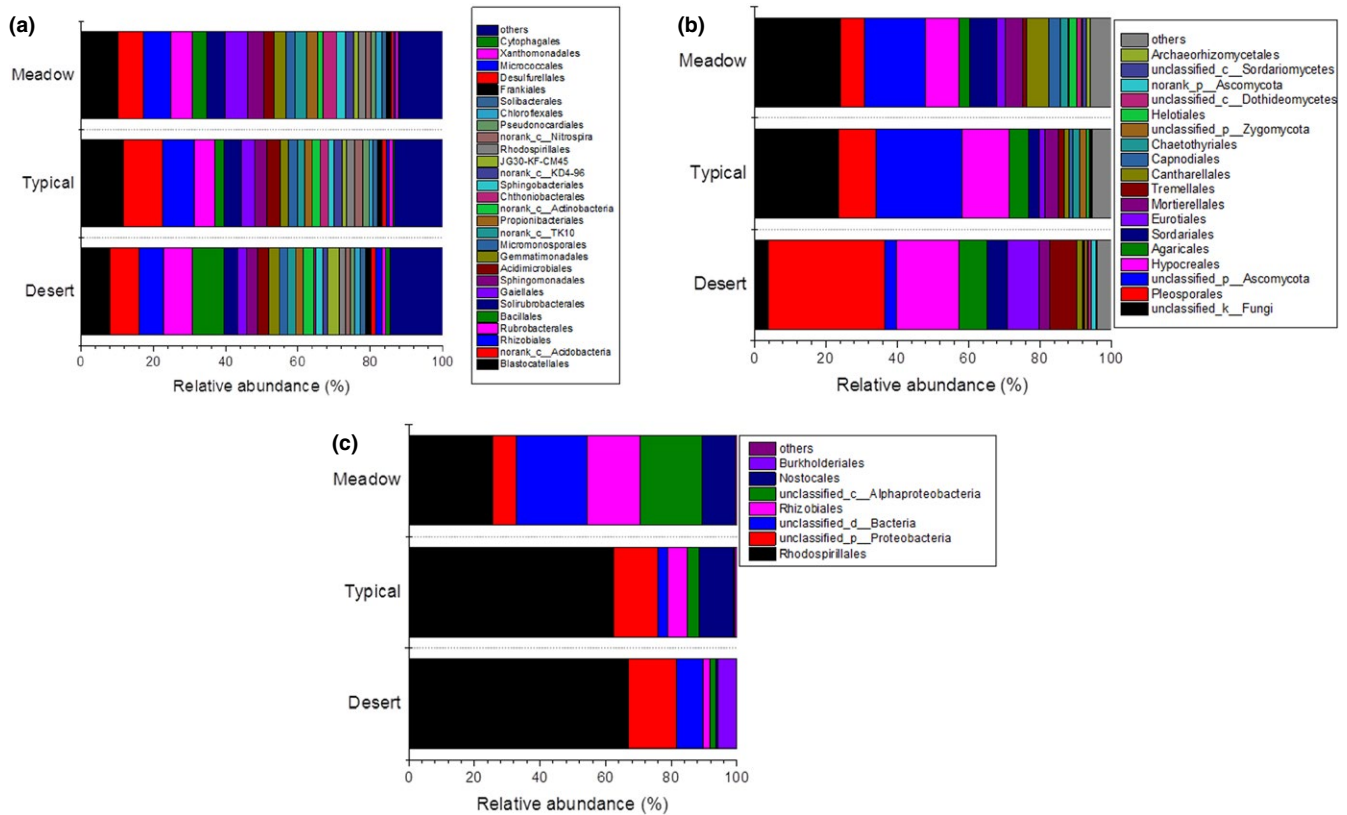 (a)
Meadow
Typical
Desert
0 20 40 60 80 100
Relative abundance (%)
others
Cytophagales
Xanthomonadales
Micrococcales
Desulfurellales
Frankiales
Solibacterales
Chloroflexales
Pseudonocardiales
norank_c__Nitrospira
Rhodospirillales
JG30-KF-CM45
norank_c__KD4-96
Sphingobacteriales
Chthoniobacterales
norank_c__Actinobacteria
Propionibacteriales
norank_c__TK10
Micromonosporales
Gemmatimonadales
Acidimicrobiales
Sphingomonadales
Gaiellales
Solirubrobacterales
Bacillales
Rubrobacterales
Rhizobiales
norank_c__Acidobacteria
Blastocatellales
(b)
Meadow
Typical
Desert
0 20 40 60 80 100
Relative abundance (%)
others
Archaeorhizomycetales
unclassified_c__Sordariomycetes
norank_p__Ascomycota
unclassified_c__Dothideomycetes
Helotiales
unclassified_p__Zygomycota
Chaetothyriales
Capnodiales
Cantharellales
Tremellales
Mortierellales
Eurotiales
Sordariales
Agaricales
Hypocreales
unclassified_p__Ascomycota
Pleosporales
unclassified_k__Fungi
(c)
Meadow
Typical
Desert
0 20 40 60 80 100
Relative abundance (%)
others
Burkholderiales
Nostocales
unclassified_c__Alphaproteobacteria
Rhizobiales
unclassified_d__Bacteria
unclassified_p__Proteobacteria
Rhodospirillales